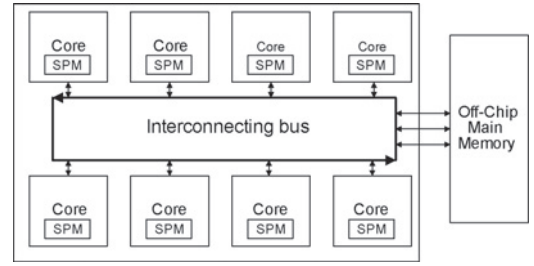 Core Core Core Core
SPM SPM SPM SPM
Interconnecting bus
Off-Chip
Main
Memory
Core Core Core Core
SPM SPM SPM SPM